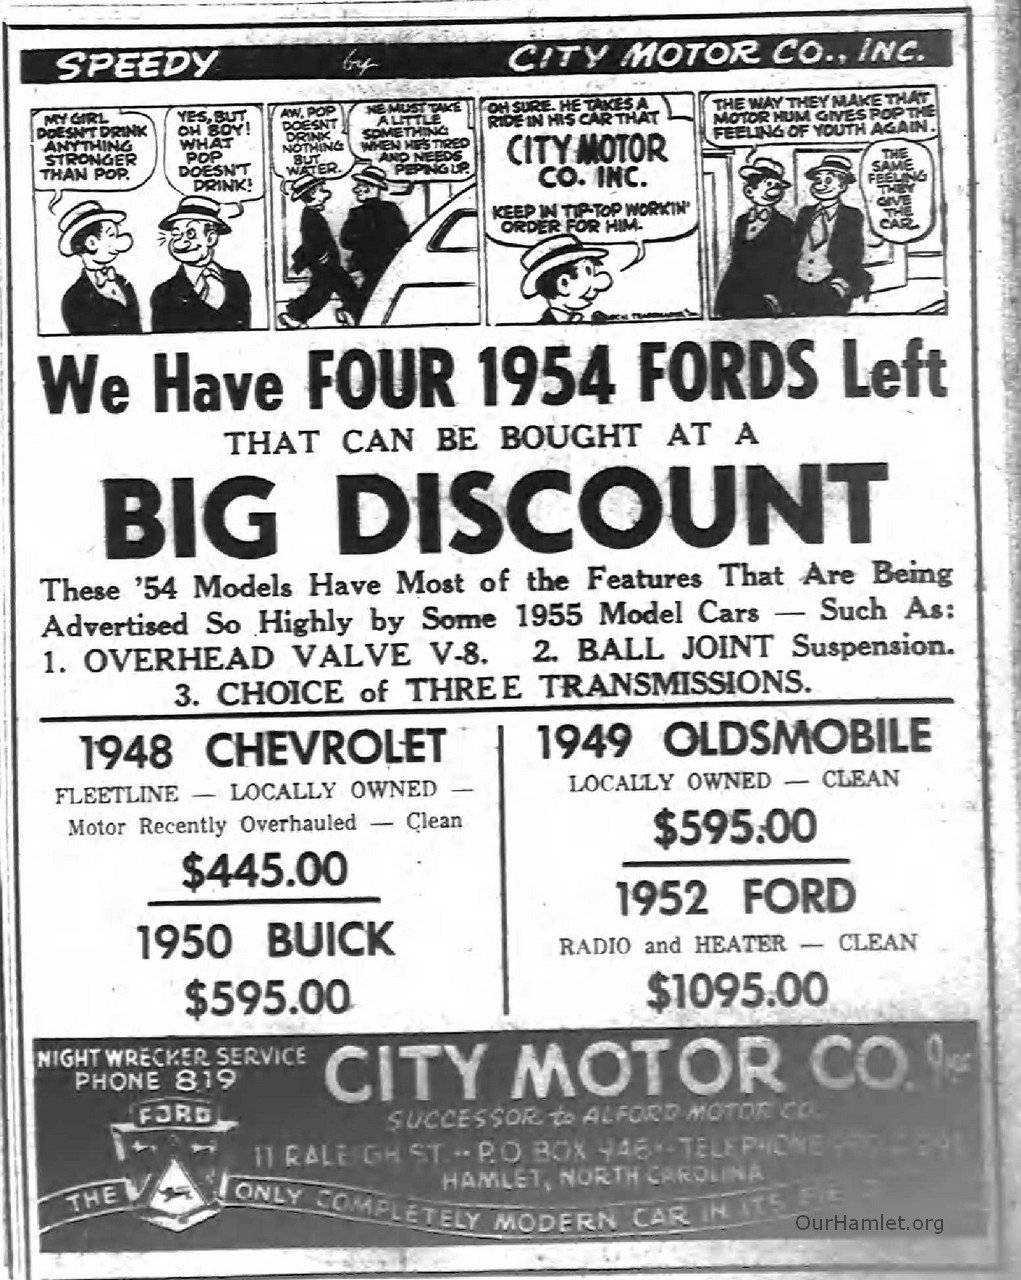 SPEEDY by CITY MOTOR CO., INC.
MY GIRL
DOESN'T DRINK
ANYTHING
STRONGER
THAN POP.
YES, BUT
OH BOY!
WHAT
POP
DOESN'T
DRINK!
AW, POP
DOESN'T
DRINK
NOTHING
BUT
WATER.
HE MUST TAKE
A LITTLE
SOMETHING
WHEN HE'S TIRED
AND NEEDS
PEPING UP.
OH SURE. HE TAKES A
RIDE IN HIS CAR THAT
CITY MOTOR
CO. INC.
KEEP IN TIP-TOP WORKIN'
ORDER FOR HIM.
THE WAY THEY MAKE THAT
MOTOR HUM GIVES POP THE
FEELING OF YOUTH AGAIN.
THE
SAME
FEELING
THEY
GIVE
THE
CAR.
We Have FOUR 1954 FORDS Left
THAT CAN BE BOUGHT AT A
BIG DISCOUNT
These '54 Models Have Most of the Features That Are Being
Advertised So Highly by Some 1955 Model Cars — Such As:
1. OVERHEAD VALVE V-8. 2. BALL JOINT Suspension.
3. CHOICE of THREE TRANSMISSIONS.
1948 CHEVROLET
FLEETLINE — LOCALLY OWNED —
Motor Recently Overhauled — Clean
$445.00
1950 BUICK
$595.00
1949 OLDSMOBILE
LOCALLY OWNED — CLEAN
$595.00
1952 FORD
RADIO and HEATER — CLEAN
$1095.00
NIGHT WRECKER SERVICE
PHONE 819
CITY MOTOR CO. Inc
SUCCESSOR to ALFORD MOTOR CO.
11 RALEIGH ST. -- P.O BOX 446 -- TELEPHONE
HAMLET, NORTH CAROLINA
FORD
THE ONLY COMPLETELY MODERN CAR IN ITS FIELD
OurHamlet.org